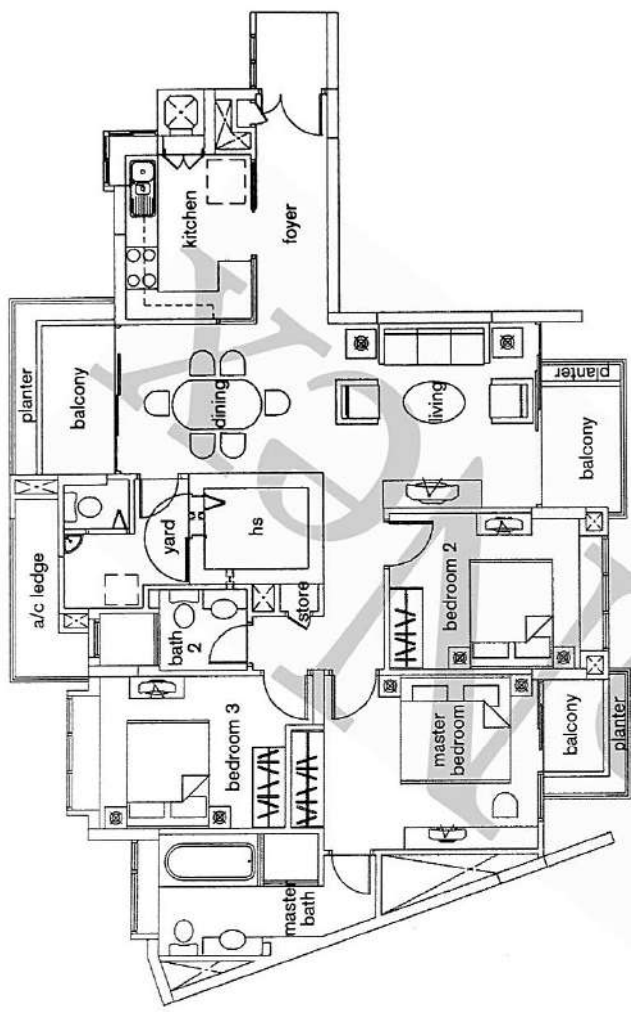 planter
balcony
kitchen
foyer
dining
living
planter
balcony
a/c ledge
yard
hs
store
bath
2
bedroom 2
bedroom 3
master
bedroom
balcony
planter
master
bath